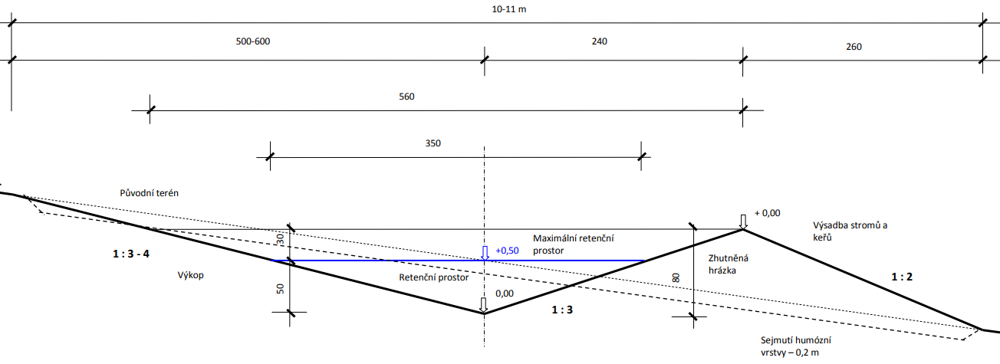 10-11 m
500-600
240
260
560
350
Původní terén
+ 0,00
Výsadba stromů a
keřů
30
Maximální retenční
prostor
+0,50
1 : 3 - 4
Zhutněná
hrázka
Výkop
Retenční prostor
1 : 2
50
80
0,00
1 : 3
Sejmutí humózní
vrstvy – 0,2 m